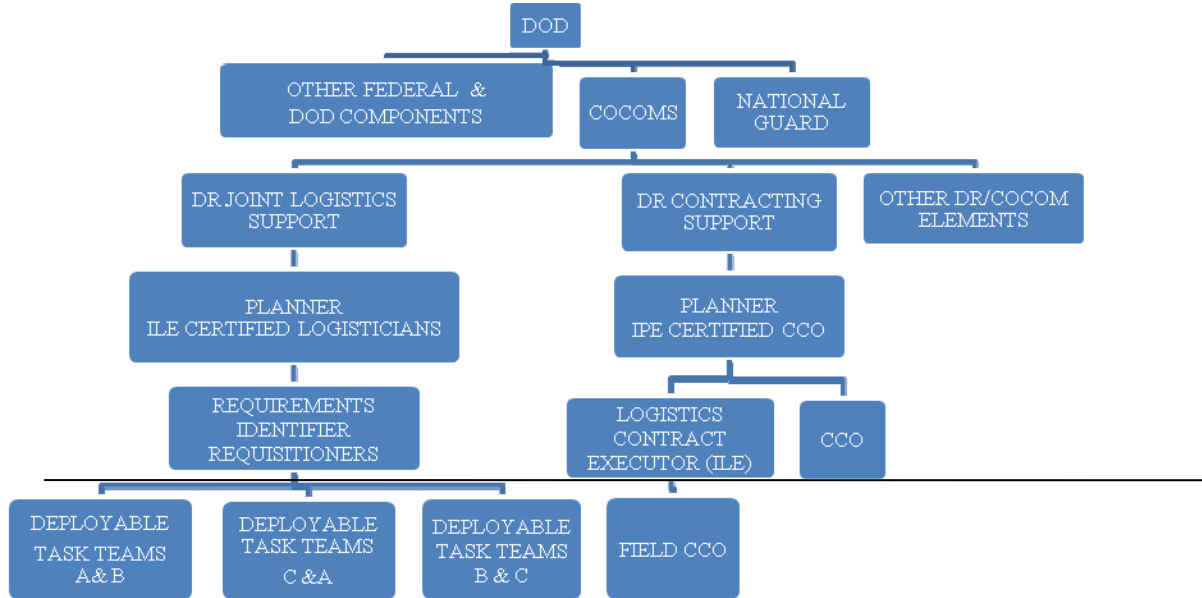 DOD
OTHER FEDERAL &
DOD COMPONENTS
COCOMS
NATIONAL
GUARD
DR JOINT LOGISTICS
SUPPORT
DR CONTRACTING
SUPPORT
OTHER DR/COCOM
ELEMENTS
PLANNER
ILE CERTIFIED LOGISTICIANS
PLANNER
IPE CERTIFIED CCO
REQUIREMENTS
IDENTIFIER
REQUISITIONERS
LOGISTICS
CONTRACT
EXECUTOR (ILE)
CCO
DEPLOYABLE
TASK TEAMS
A& B
DEPLOYABLE
TASK TEAMS
C &A
DEPLOYABLE
TASK TEAMS
B & C
FIELD CCO